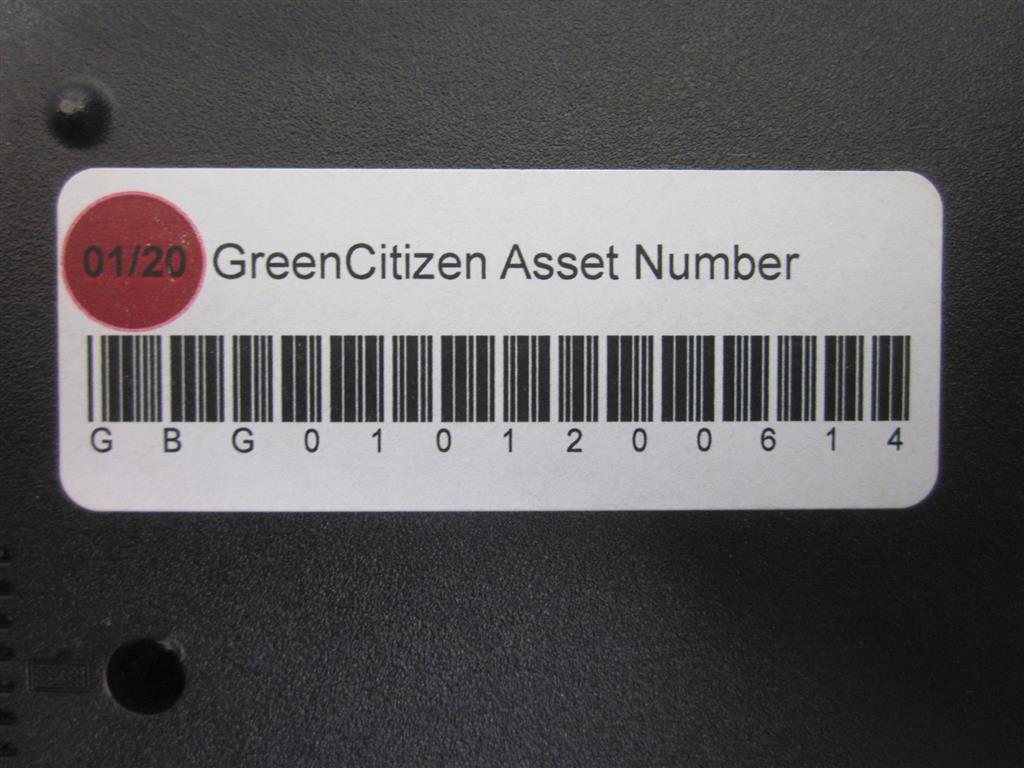 01/20 GreenCitizen Asset Number
G B G 0 1 0 1 2 0 0 6 1 4